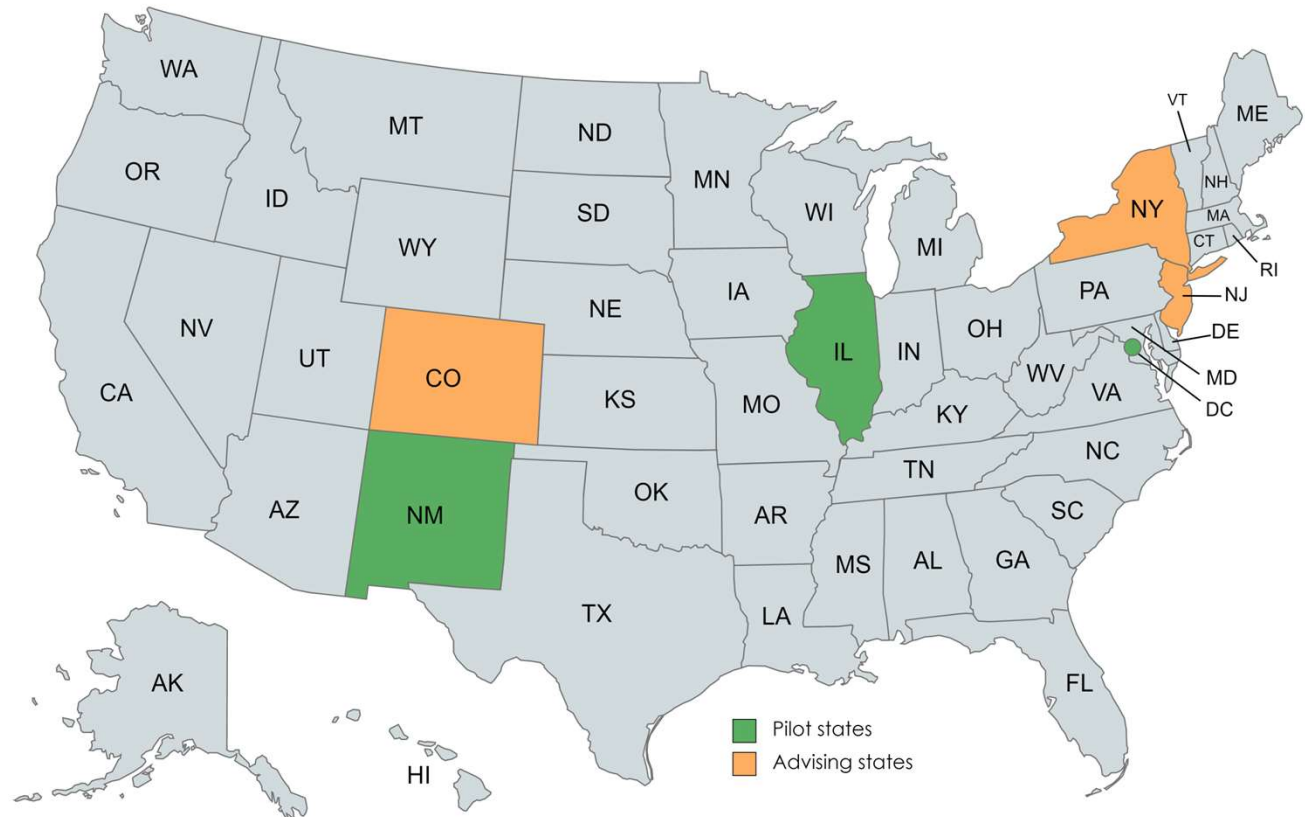 WA
MT
ND
MN
VT
ME
OR
ID
SD
WI
NH
WY
MI
NY
MA
CT
RI
IA
NE
PA
NJ
NV
UT
CO
IL
IN
OH
DE
CA
KS
MO
WV
VA
MD
DC
KY
NC
AZ
NM
OK
TN
AR
SC
MS
AL
GA
TX
LA
AK
FL
HI
Pilot states
Advising states